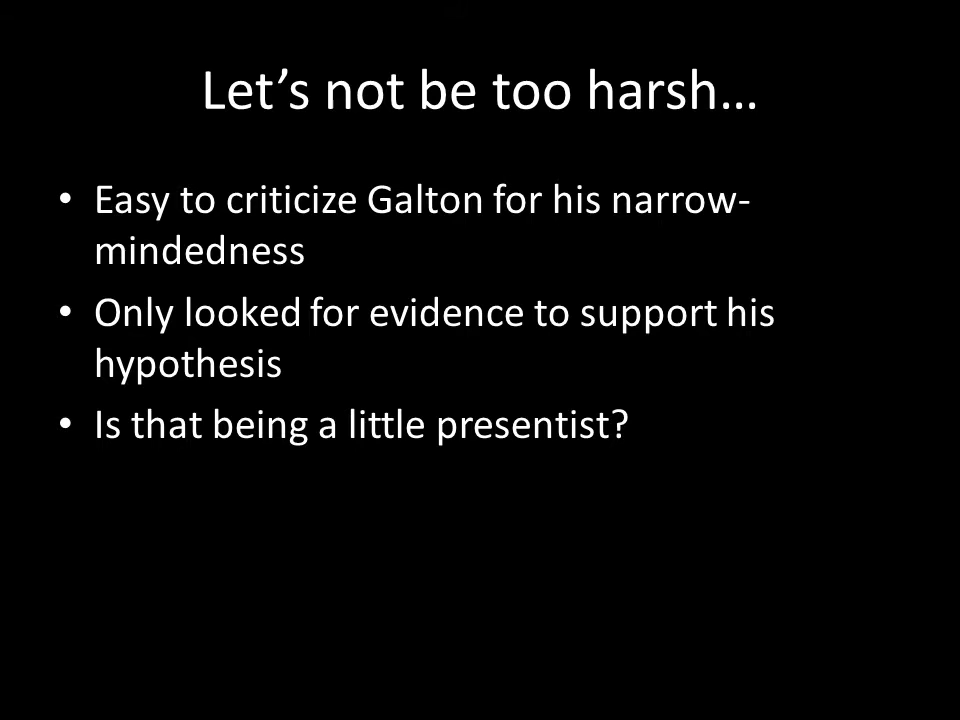 Let’s not be too harsh…
• Easy to criticize Galton for his narrow-
mindedness
• Only looked for evidence to support his
hypothesis
• Is that being a little presentist?